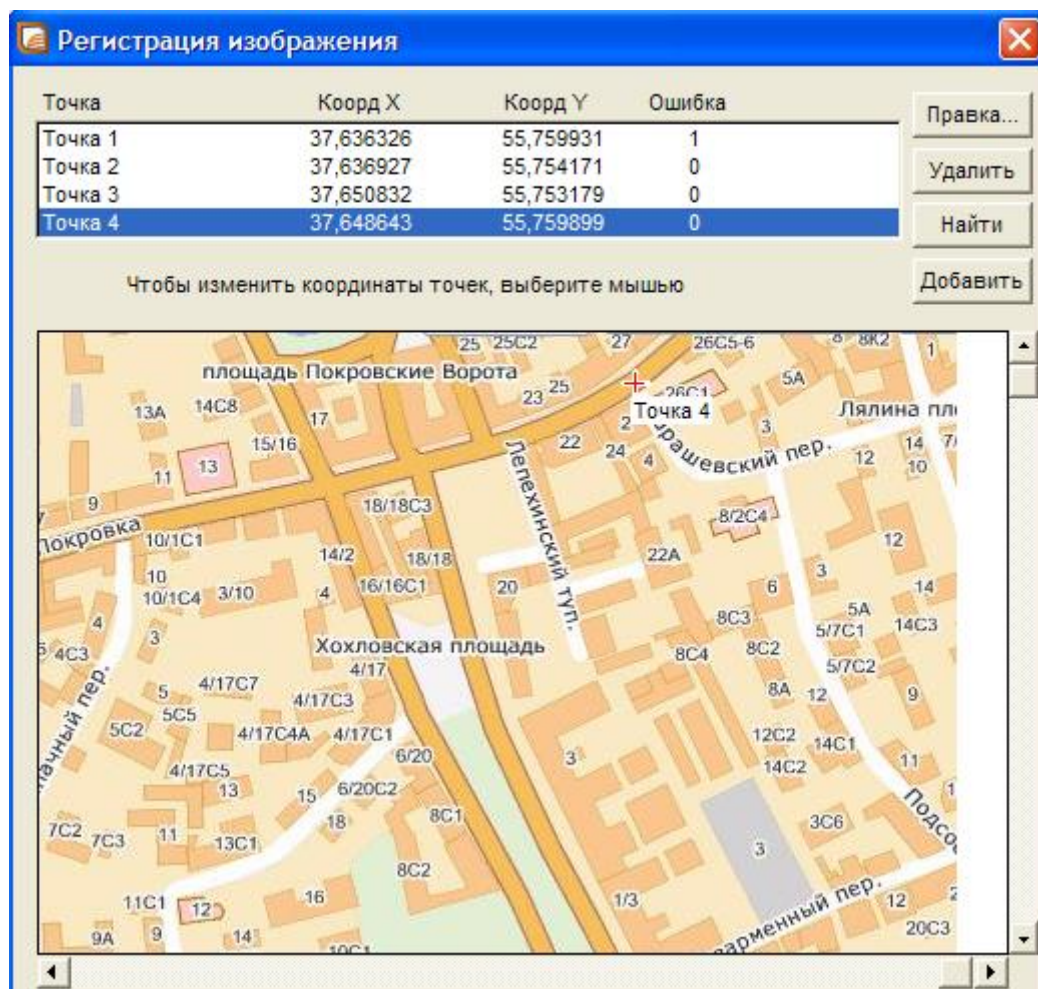 Регистрация изображения
Точка Коорд X Коорд Y Ошибка
Точка 1 37,636326 55,759931 1
Точка 2 36,636927 55,754171 0
Точка 3 37,650832 55,753179 0
Точка 4 37,648643 55,759899 0
Правка...
Удалить
Найти
Добавить
Чтобы изменить координаты точек, выберите мышью
25 25С2 27 26С5-6 8 8К2 1
площадь Покровские Ворота
5А
13А 14С8 17 23 25 26С1
Точка 4
Лялина
15/16 22 24 4 3
пер.
12 14 10
11 13
9
Покровка
10/1С1
18/18С3
Лепехинский туп.
8/2С4
14/2 18/18 22А 12
10
10/1С4 3/10 4 16/16С1 20 6 3 14
4 3 8С3 5А
5/7С1 14С3
Хохловская площадь
4С3 4/17 8С4 8С2 5/7С2
5 4/17С7 4/17С3 8А 12 9
5С5
5С2 4/17С4А 4/17С1 6/20 3 12С2 14С1
4/17С5 14С2 11
13 15 6/20С2
7С2 7С3 11 13С1 18 8С1 3С6
3
8С2
11С1 12 16 1/3 12
9А 9 14 20С3
пер.
10С1